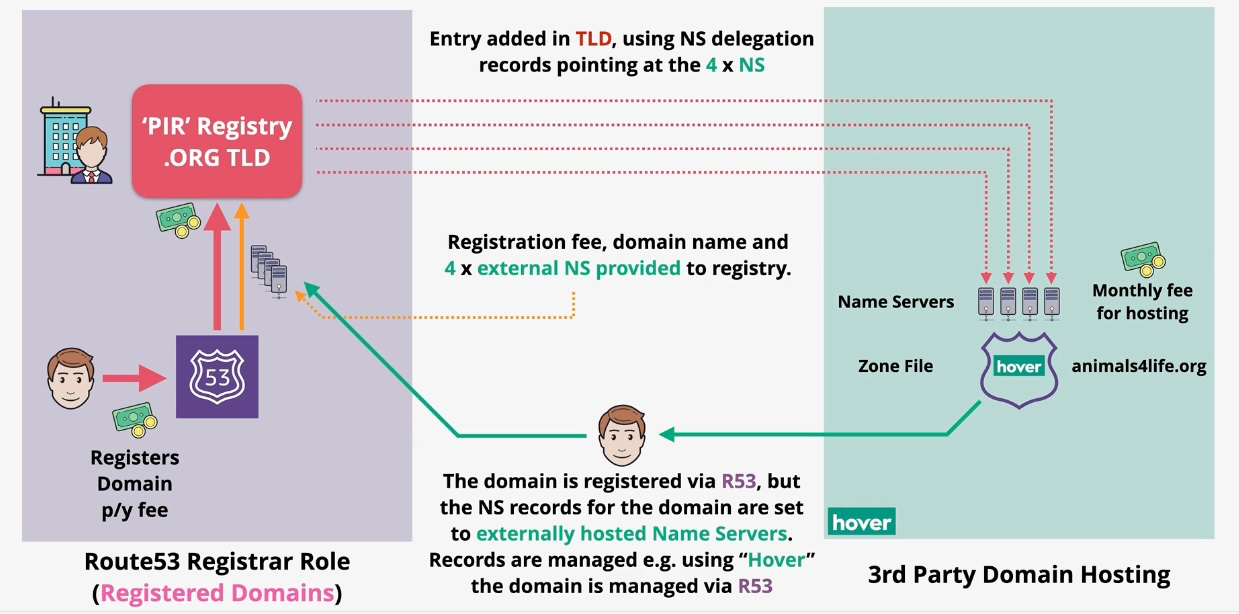 Entry added in TLD, using NS delegation
records pointing at the 4 x NS
‘PIR’ Registry
.ORG TLD
Registration fee, domain name and
4 x external NS provided to registry.
Name Servers
Monthly fee
for hosting
53
Zone File
hover
animals4life.org
Registers
Domain
p/y fee
The domain is registered via R53, but
the NS records for the domain are set
to externally hosted Name Servers.
Records are managed e.g. using “Hover”
the domain is managed via R53
hover
Route53 Registrar Role
(Registered Domains)
3rd Party Domain Hosting